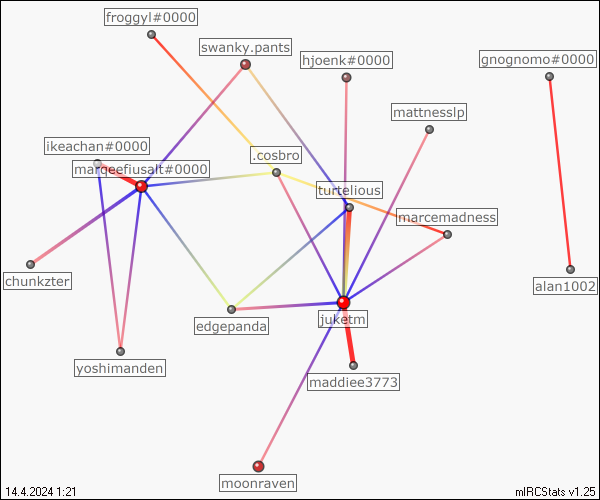 froggyl#0000
swanky.pants
hjoenk#0000
gnognomo#0000
mattnesslp
ikeachan#0000
.cosbro
marqeefiusalt#0000
turtelious
marcemadness
chunkzter
alan1002
edgepanda
juketm
yoshimanden
maddiee3773
moonraven
14.4.2024 1:21
mIRCStats v1.25